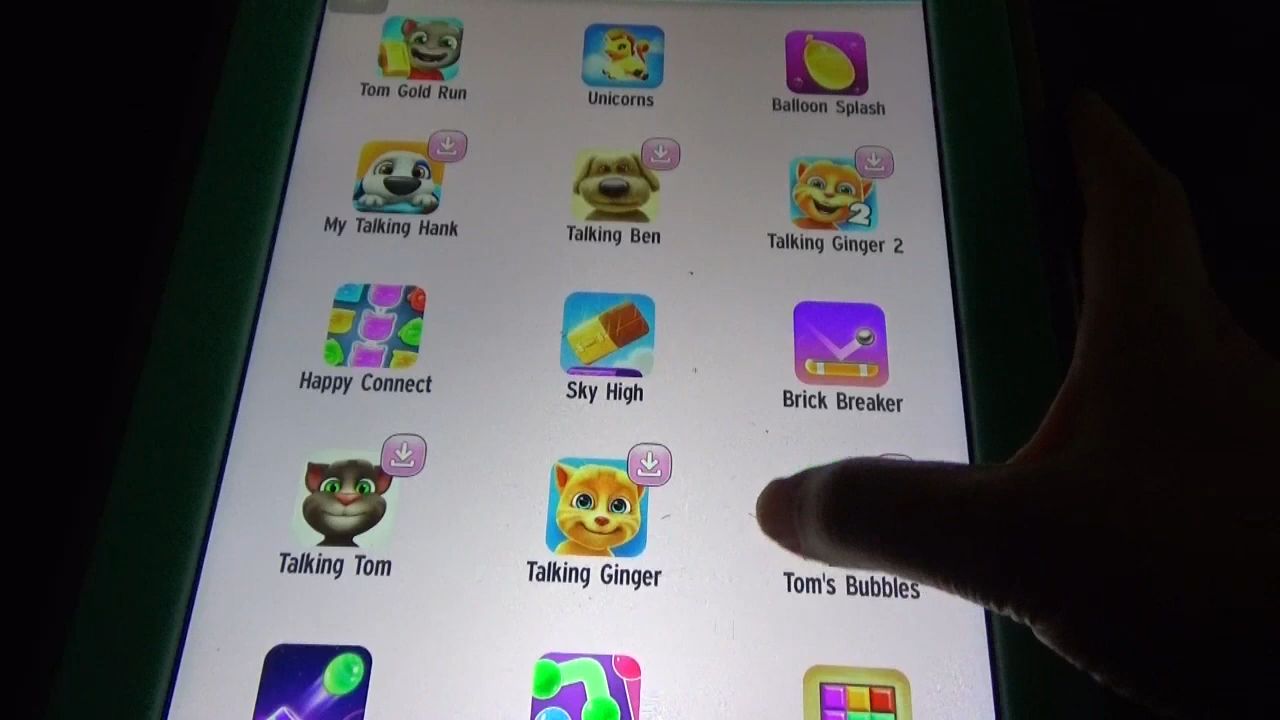 Tom Gold Run
Unicorns
Balloon Splash
My Talking Hank
Talking Ben
2
Talking Ginger 2
Happy Connect
Sky High
Brick Breaker
Talking Tom
Talking Ginger
Tom's Bubbles